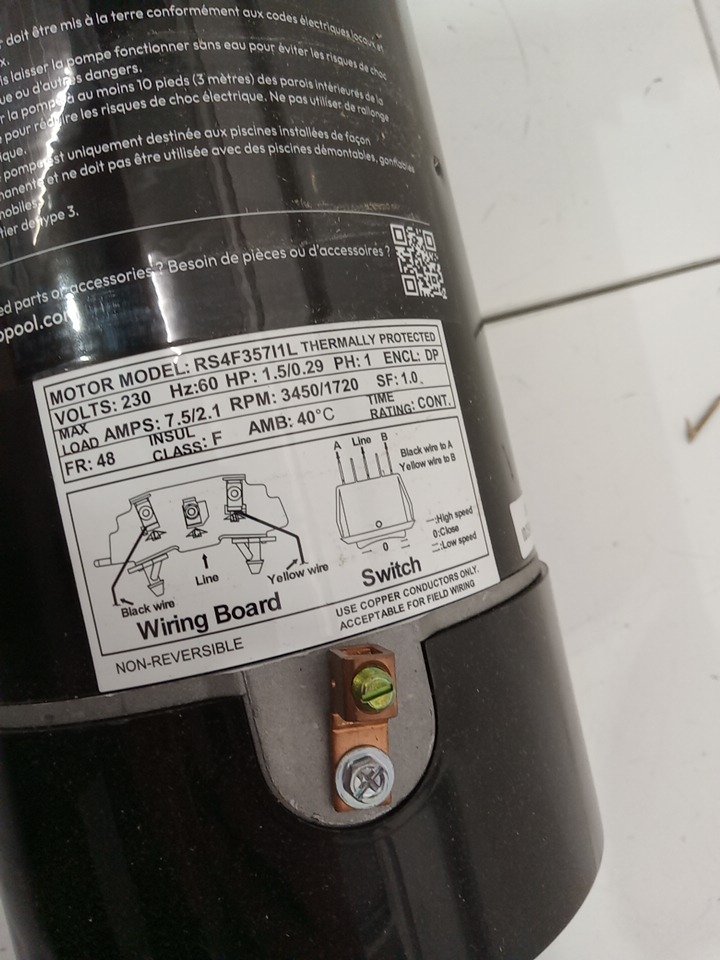 doit être mis à la terre conformément aux codes électriques locaux et
x.
is laisser la pompe fonctionner sans eau pour éviter les risques de choc
ue ou d'autres dangers.
r la pompe à au moins 10 pieds (3 mètres) des parois intérieures de la
pour réduire les risques de choc électrique. Ne pas utiliser de rallonge
ique.
pompe est uniquement destinée aux piscines installées de façon
manente et ne doit pas être utilisée avec des piscines démontables, gonflables
mobiles.
tier de type 3.
ed parts or accessories? Besoin de pièces ou d'accessoires ?
opool.co
MOTOR MODEL: RS4F357I1L THERMALLY PROTECTED
VOLTS: 230 Hz:60 HP: 1.5/0.29 PH: 1 ENCL: DP
MAX LOAD AMPS: 7.5/2.1 RPM: 3450/1720 SF: 1.0
FR: 48 INSUL CLASS: F AMB: 40°C TIME RATING: CONT.
A Line B
Black wire to A
Yellow wire to B
—:High speed
0:Close
=:Low speed
0
Switch
Line
Black wire
Yellow wire
Wiring Board
USE COPPER CONDUCTORS ONLY.
ACCEPTABLE FOR FIELD WIRING
NON-REVERSIBLE